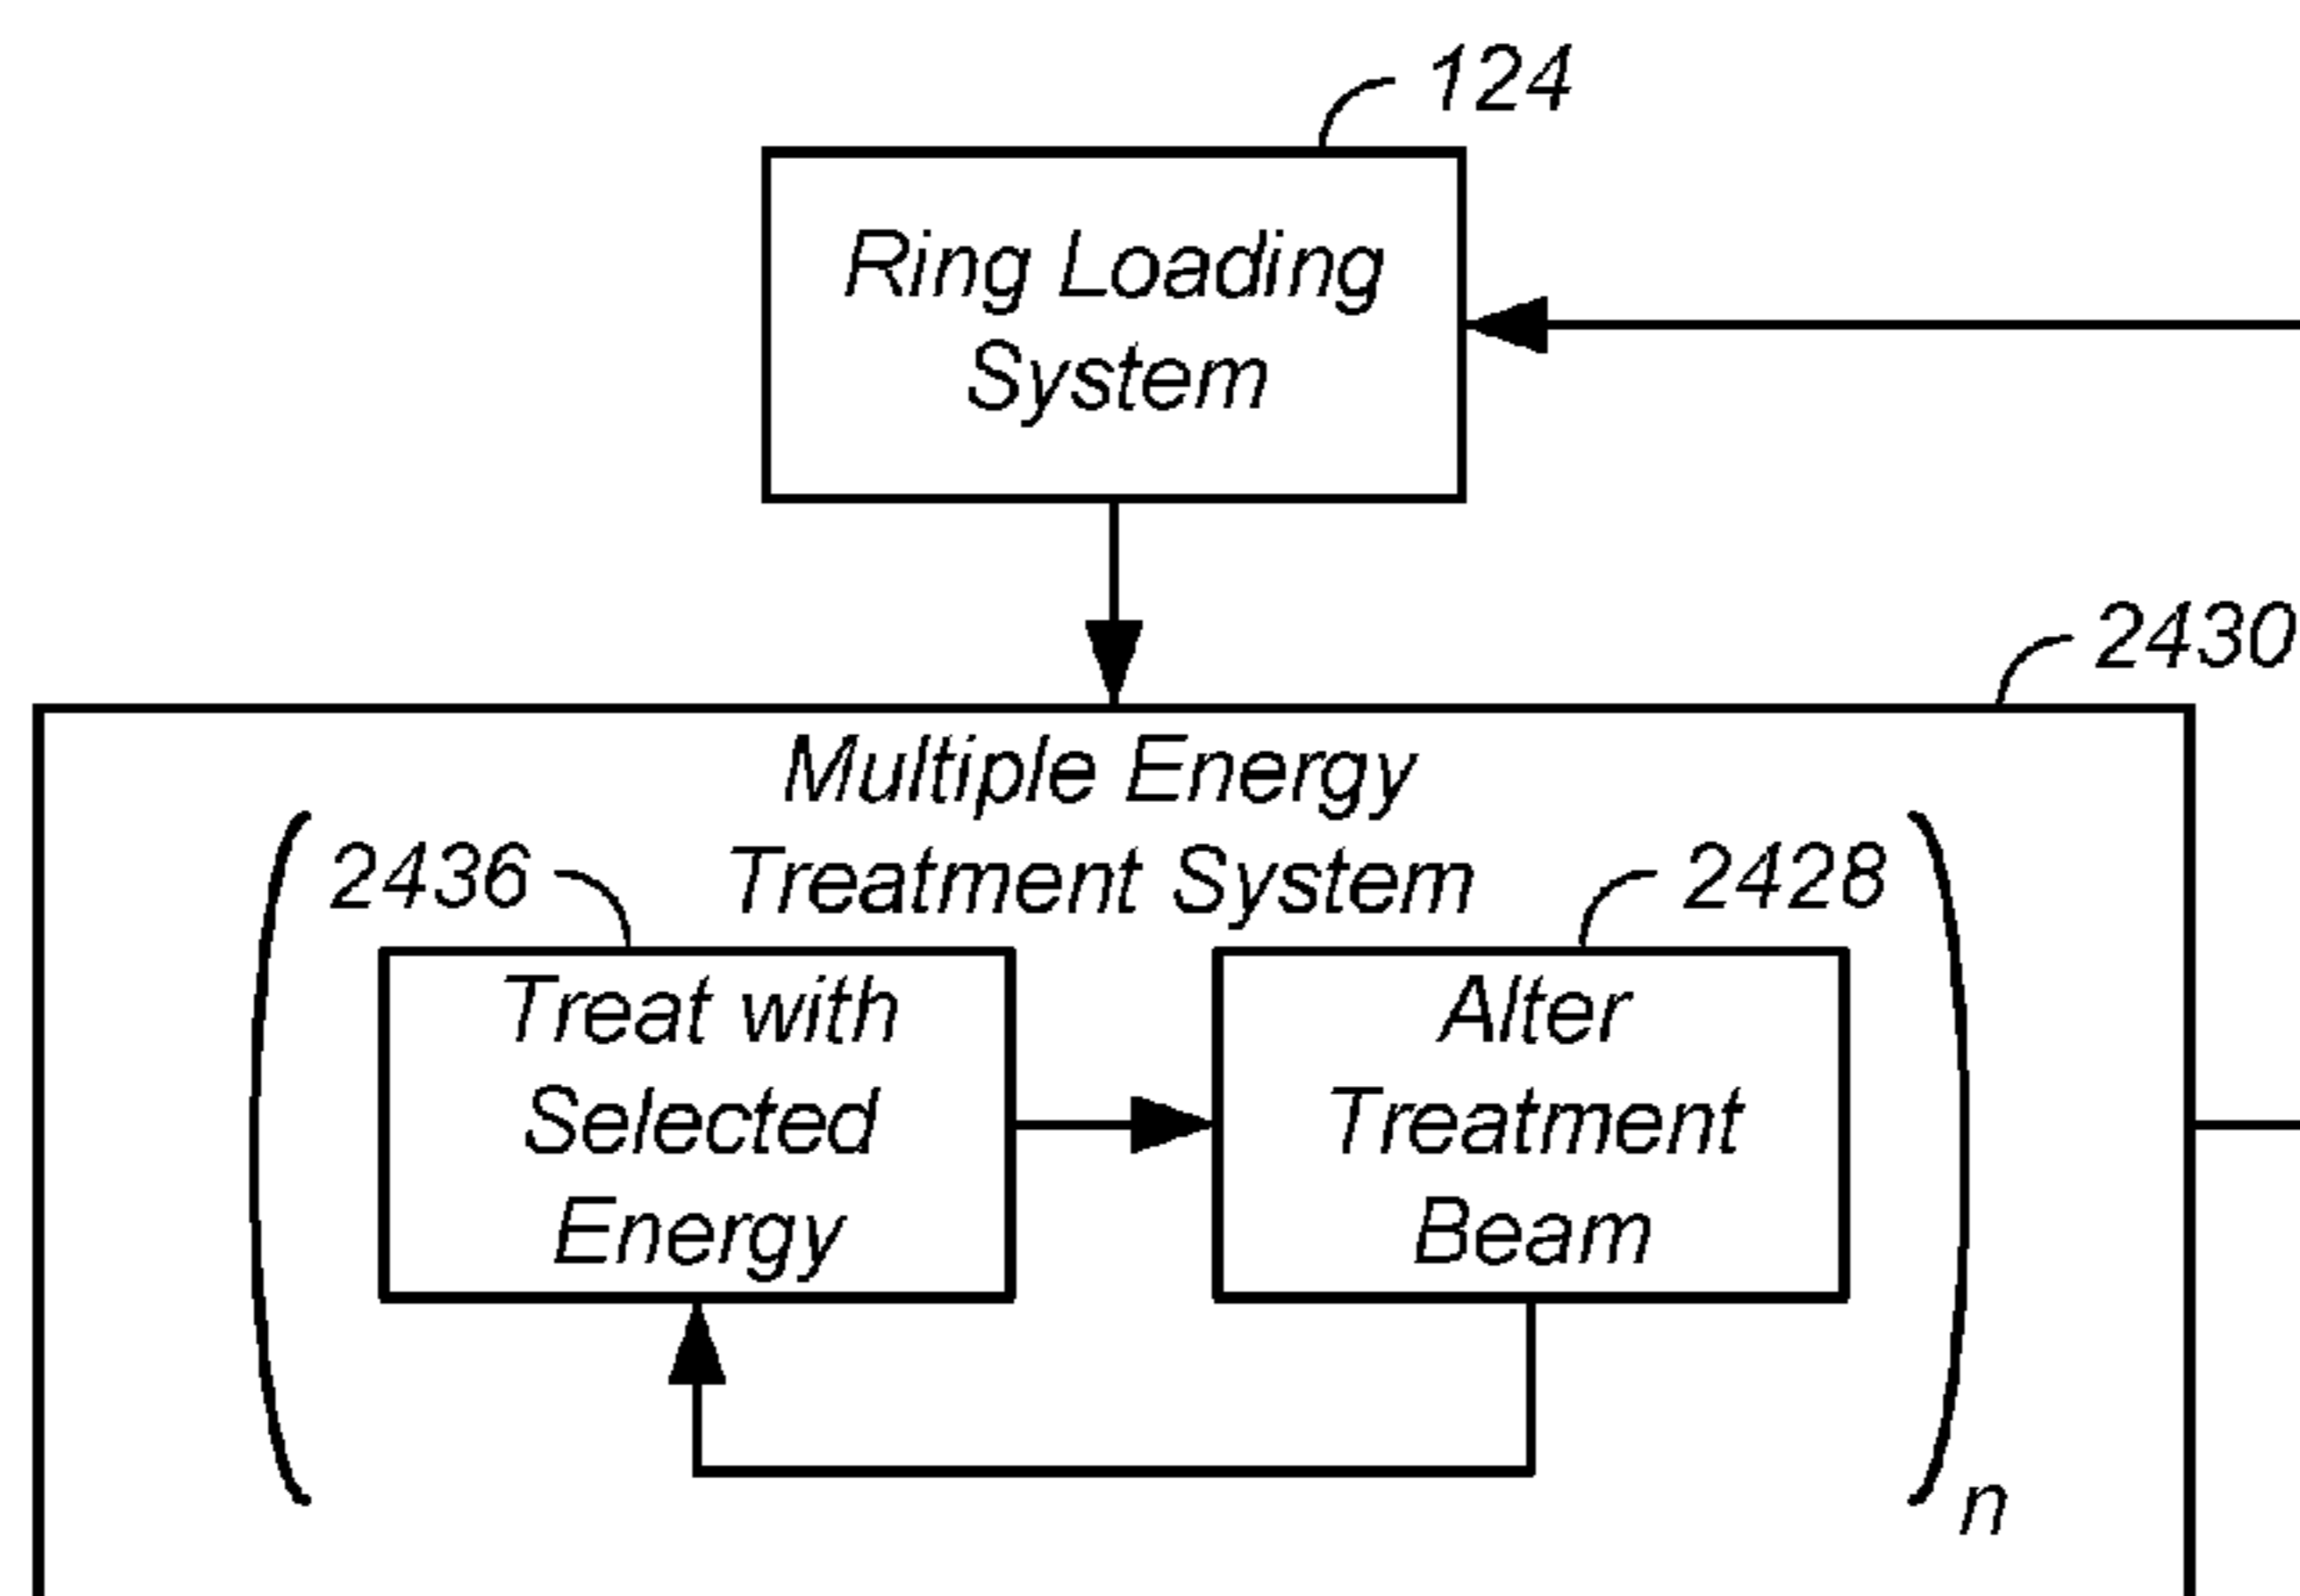 124
Ring Loading
System
2430
Multiple Energy
Treatment System
2436
2428
Treat with
Selected
Energy
Alter
Treatment
Beam
n